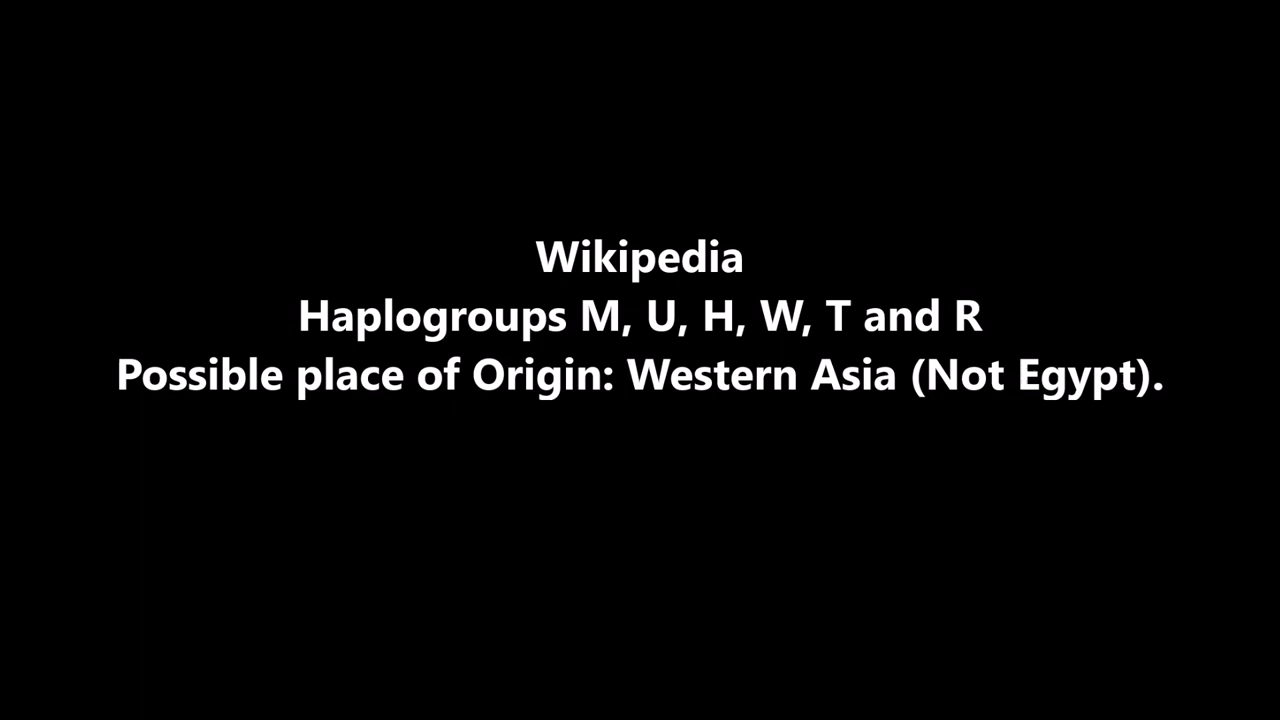 Wikipedia
Haplogroups M, U, H, W, T and R
Possible place of Origin: Western Asia (Not Egypt).